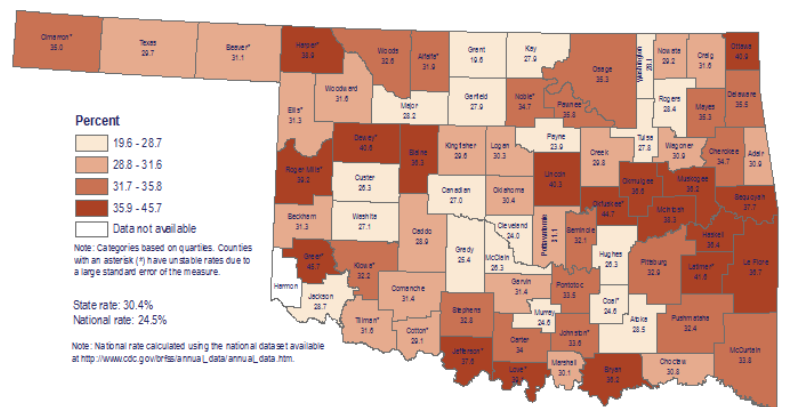 Cimarron*
35.0
Texas
29.7
Beaver*
31.1
Harper*
38.9
Woods
32.6
Alfalfa*
31.9
Grant
19.6
Kay
27.9
Osage
35.3
Washington
Nowata
29.2
Craig
31.6
Ottawa
40.9
Ellis*
31.3
Woodward
31.6
Major
28.2
Garfield
27.9
Noble*
34.7
Pawnee
35.8
Rogers
28.4
Mayes
35.3
Delaware
35.5
Percent
19.6 - 28.7
28.8 - 31.6
31.7 - 35.8
35.9 - 45.7
Data not available
Note: Categories based on quartiles. Counties
with an asterisk (*) have unstable rates due to
a large standard error of the measure.
State rate: 30.4%
National rate: 24.5%
Note: National rate calculated using the national dataset available
at http://www.cdc.gov/brfss/annual_data/annual_data.htm.
Dewey*
40.6
Blaine
Kingfisher
29.6
Logan
30.3
Payne
23.9
Creek
29.8
Tulsa
27.8
Wagoner
30.9
Cherokee
34.7
Adair
30.9
Roger Mills*
39.2
Custer
26.3
Canadian
27.0
Oklahoma
30.4
Lincoln
40.3
Okmulgee
36.6
Muskogee
36.2
Sequoyah
37.7
Beckham
31.3
Washita
27.1
Caddo
28.9
Grady
25.4
Cleveland
24.0
McClain
26.3
Pottawatomie
31.1
Seminole
32.1
Okfuskee*
44.7
McIntosh
Haskell
36.4
Greer*
45.7
Kiowa*
32.2
Hughes
26.3
Pittsburg
32.9
Latimer*
41.6
Le Flore
36.7
Harmon
Jackson
28.7
Comanche
31.4
Garvin
31.4
Pontotoc
33.5
Coal*
24.6
Tillman*
31.6
Cotton*
29.1
Stephens
32.8
Murray
24.6
Johnston*
33.6
Atoka
28.5
Pushmataha
32.4
McCurtain
33.8
Jefferson*
37.6
Carter
34
Love*
Marshall
30.1
Bryan
36.2
Choctaw
30.8